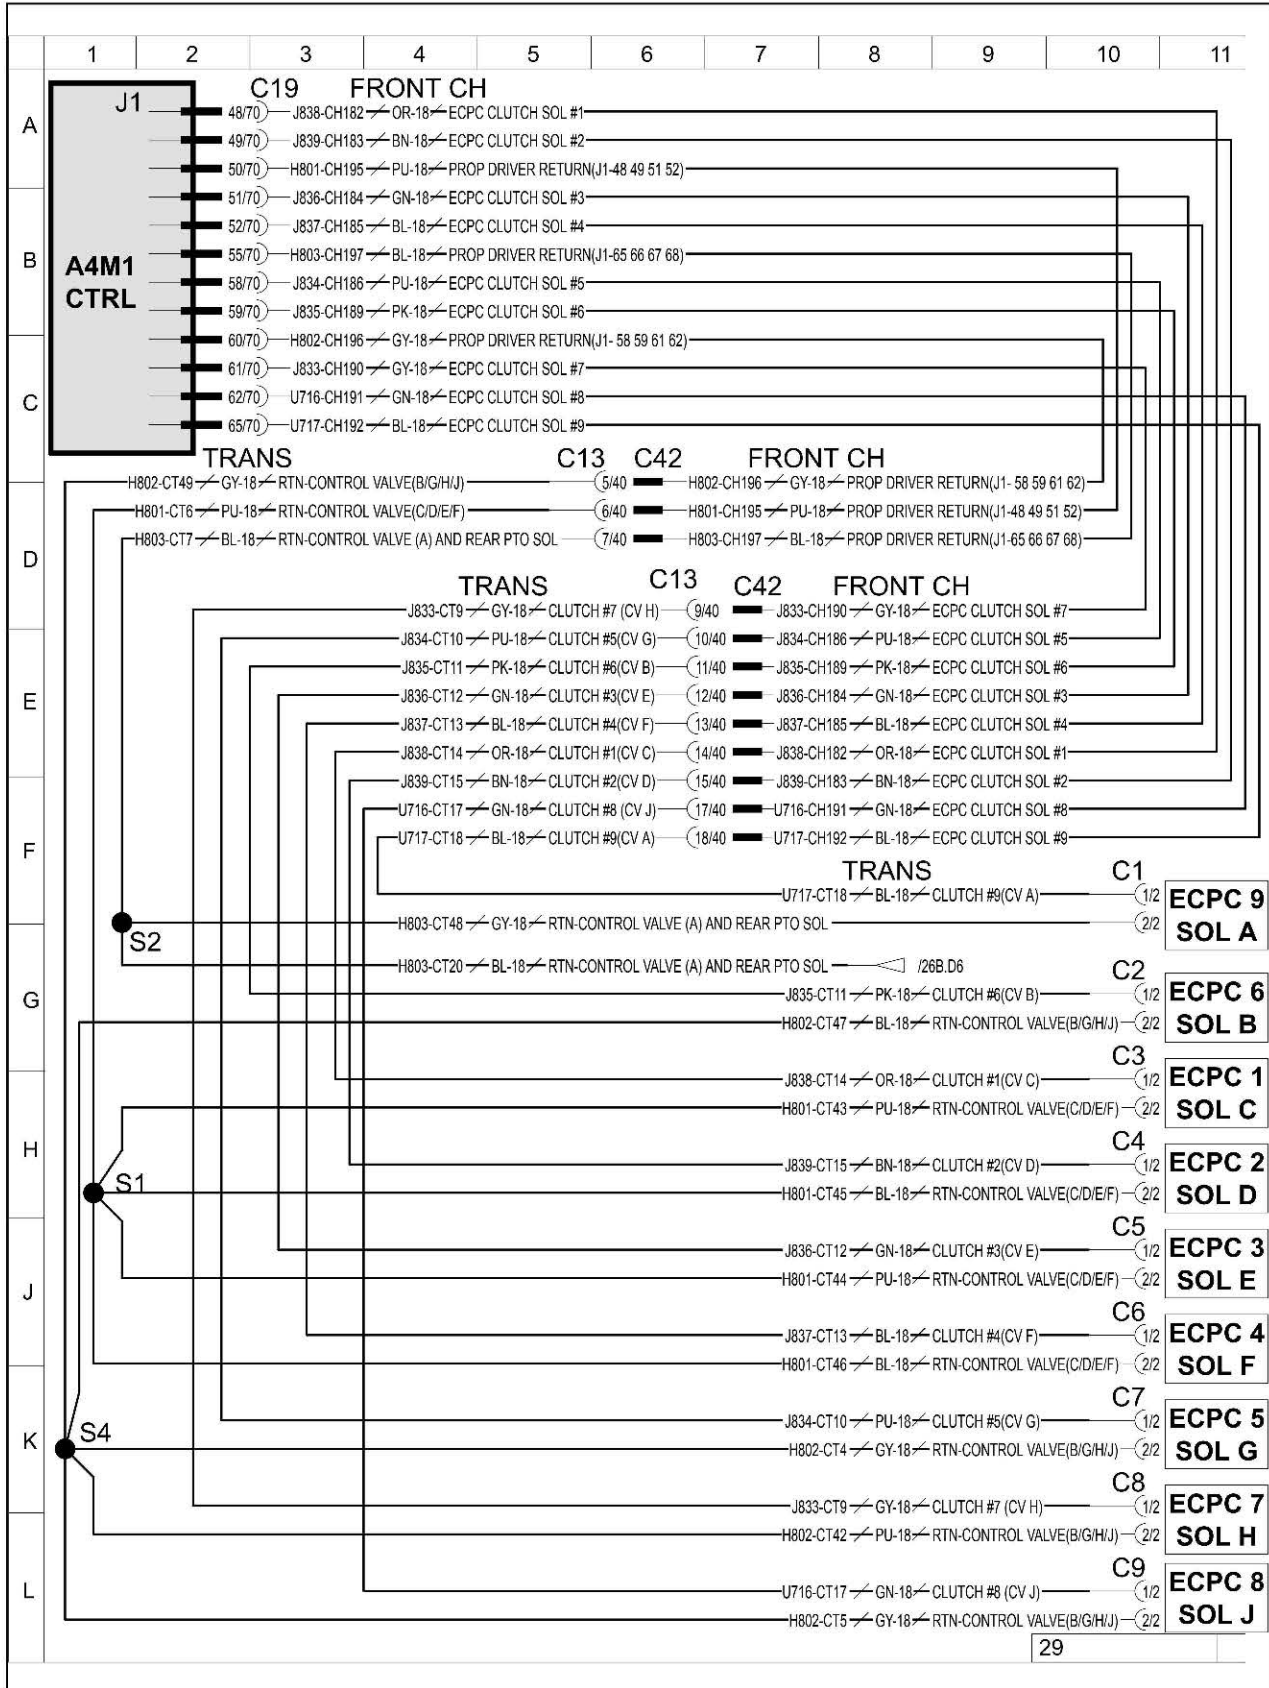 1 2 3 4 5 6 7 8 9 10 11
C19 FRONT CH
J1
A
48/70 J838-CH182 OR-18 ECPC CLUTCH SOL #1
49/70 J839-CH183 BN-18 ECPC CLUTCH SOL #2
50/70 H801-CH195 PU-18 PROP DRIVER RETURN(J1-48 49 51 52)
51/70 J836-CH184 GN-18 ECPC CLUTCH SOL #3
52/70 J837-CH185 BL-18 ECPC CLUTCH SOL #4
B
A4M1
CTRL
55/70 H803-CH197 BL-18 PROP DRIVER RETURN(J1-65 66 67 68)
58/70 J834-CH186 PU-18 ECPC CLUTCH SOL #5
59/70 J835-CH189 PK-18 ECPC CLUTCH SOL #6
60/70 H802-CH196 GY-18 PROP DRIVER RETURN(J1- 58 59 61 62)
61/70 J833-CH190 GY-18 ECPC CLUTCH SOL #7
C
62/70 U716-CH191 GN-18 ECPC CLUTCH SOL #8
65/70 U717-CH192 BL-18 ECPC CLUTCH SOL #9
TRANS C13 C42 FRONT CH
H802-CT49 GY-18 RTN-CONTROL VALVE(B/G/H/J) 5/40 H802-CH196 GY-18 PROP DRIVER RETURN(J1- 58 59 61 62)
H801-CT6 PU-18 RTN-CONTROL VALVE(C/D/E/F) 6/40 H801-CH195 PU-18 PROP DRIVER RETURN(J1-48 49 51 52)
H803-CT7 BL-18 RTN-CONTROL VALVE (A) AND REAR PTO SOL 7/40 H803-CH197 BL-18 PROP DRIVER RETURN(J1-65 66 67 68)
D
TRANS C13 C42 FRONT CH
J833-CT9 GY-18 CLUTCH #7 (CV H) 9/40 J833-CH190 GY-18 ECPC CLUTCH SOL #7
J834-CT10 PU-18 CLUTCH #5(CV G) 10/40 J834-CH186 PU-18 ECPC CLUTCH SOL #5
J835-CT11 PK-18 CLUTCH #6(CV B) 11/40 J835-CH189 PK-18 ECPC CLUTCH SOL #6
E
J836-CT12 GN-18 CLUTCH #3(CV E) 12/40 J836-CH184 GN-18 ECPC CLUTCH SOL #3
J837-CT13 BL-18 CLUTCH #4(CV F) 13/40 J837-CH185 BL-18 ECPC CLUTCH SOL #4
J838-CT14 OR-18 CLUTCH #1(CV C) 14/40 J838-CH182 OR-18 ECPC CLUTCH SOL #1
J839-CT15 BN-18 CLUTCH #2(CV D) 15/40 J839-CH183 BN-18 ECPC CLUTCH SOL #2
U716-CT17 GN-18 CLUTCH #8 (CV J) 17/40 U716-CH191 GN-18 ECPC CLUTCH SOL #8
U717-CT18 BL-18 CLUTCH #9(CV A) 18/40 U717-CH192 BL-18 ECPC CLUTCH SOL #9
F
TRANS C1
U717-CT18 BL-18 CLUTCH #9(CV A) 1/2 ECPC 9
H803-CT48 GY-18 RTN-CONTROL VALVE (A) AND REAR PTO SOL 2/2 SOL A
S2
H803-CT20 BL-18 RTN-CONTROL VALVE (A) AND REAR PTO SOL /26B.D6
C2
G
J835-CT11 PK-18 CLUTCH #6(CV B) 1/2 ECPC 6
H802-CT47 BL-18 RTN-CONTROL VALVE(B/G/H/J) 2/2 SOL B
C3
J838-CT14 OR-18 CLUTCH #1(CV C) 1/2 ECPC 1
H801-CT43 PU-18 RTN-CONTROL VALVE(C/D/E/F) 2/2 SOL C
H
C4
J839-CT15 BN-18 CLUTCH #2(CV D) 1/2 ECPC 2
S1
H801-CT45 BL-18 RTN-CONTROL VALVE(C/D/E/F) 2/2 SOL D
C5
J836-CT12 GN-18 CLUTCH #3(CV E) 1/2 ECPC 3
H801-CT44 PU-18 RTN-CONTROL VALVE(C/D/E/F) 2/2 SOL E
J
C6
J837-CT13 BL-18 CLUTCH #4(CV F) 1/2 ECPC 4
H801-CT46 BL-18 RTN-CONTROL VALVE(C/D/E/F) 2/2 SOL F
C7
J834-CT10 PU-18 CLUTCH #5(CV G) 1/2 ECPC 5
K
S4
H802-CT4 GY-18 RTN-CONTROL VALVE(B/G/H/J) 2/2 SOL G
C8
J833-CT9 GY-18 CLUTCH #7 (CV H) 1/2 ECPC 7
H802-CT42 PU-18 RTN-CONTROL VALVE(B/G/H/J) 2/2 SOL H
C9
L
U716-CT17 GN-18 CLUTCH #8 (CV J) 1/2 ECPC 8
H802-CT5 GY-18 RTN-CONTROL VALVE(B/G/H/J) 2/2 SOL J
29